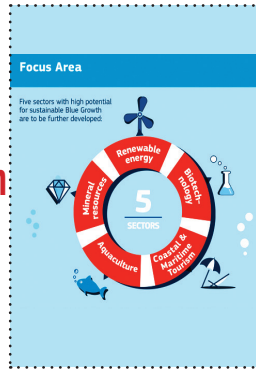 Focus Area
Five sectors with high potential
for sustainable Blue Growth
are to be further developed:
Renewable
energy
Biotech-
nology
Coastal &
Maritime
Tourism
Aquaculture
Mineral
resources
5
SECTORS